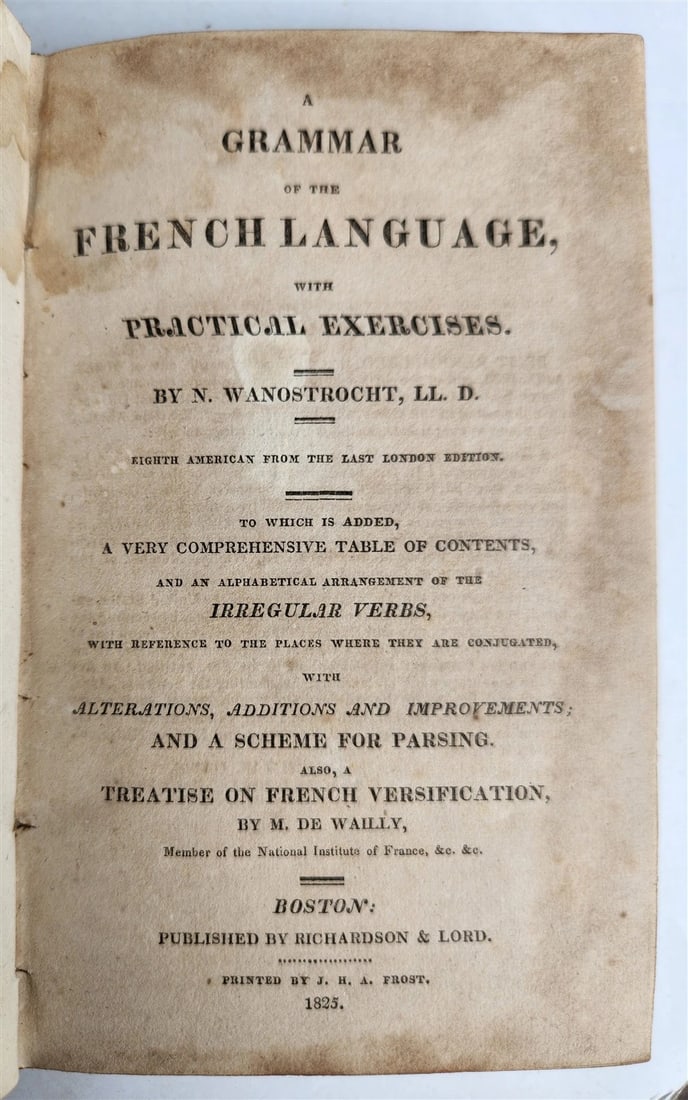 A
GRAMMAR
OF THE
FRENCH LANGUAGE,
WITH
PRACTICAL EXERCISES.
BY N. WANOSTROCHT, LL. D.
EIGHTH AMERICAN FROM THE LAST LONDON EDITION.
TO WHICH IS ADDED,
A VERY COMPREHENSIVE TABLE OF CONTENTS,
AND AN ALPHABETICAL ARRANGEMENT OF THE
IRREGULAR VERBS,
WITH REFERENCE TO THE PLACES WHERE THEY ARE CONJUGATED,
WITH
ALTERATIONS, ADDITIONS AND IMPROVEMENTS;
AND A SCHEME FOR PARSING.
ALSO, A
TREATISE ON FRENCH VERSIFICATION,
BY M. DE WAILLY,
Member of the National Institute of France, &c. &c.
BOSTON:
PUBLISHED BY RICHARDSON & LORD.
PRINTED BY J. H. A. FROST.
1825.